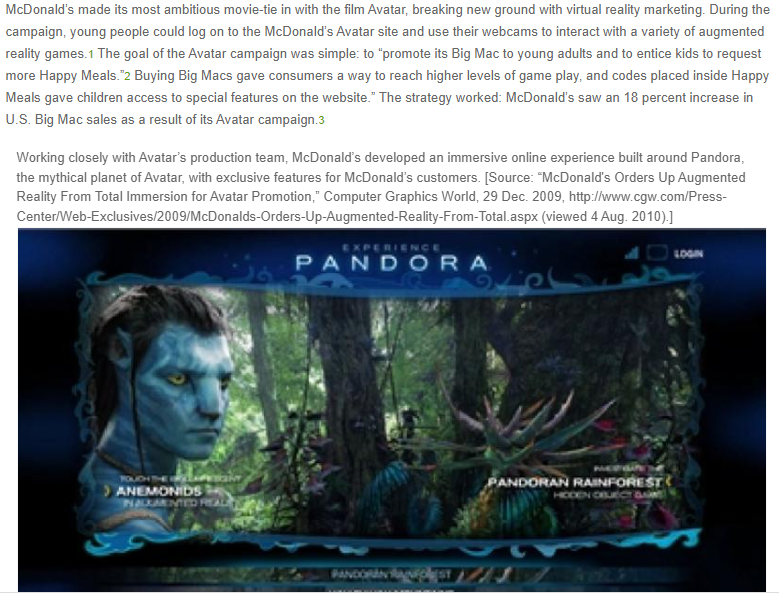 McDonald's made its most ambitious movie-tie in with the film Avatar, breaking new ground with virtual reality marketing. During the
campaign, young people could log on to the McDonald's Avatar site and use their webcams to interact with a variety of augmented
reality games.1 The goal of the Avatar campaign was simple: to “promote its Big Mac to young adults and to entice kids to request
more Happy Meals.”2 Buying Big Macs gave consumers a way to reach higher levels of game play, and codes placed inside Happy
Meals gave children access to special features on the website.” The strategy worked: McDonald's saw an 18 percent increase in
U.S. Big Mac sales as a result of its Avatar campaign.3
Working closely with Avatar's production team, McDonald's developed an immersive online experience built around Pandora,
the mythical planet of Avatar, with exclusive features for McDonald's customers. [Source: “McDonald's Orders Up Augmented
Reality From Total Immersion for Avatar Promotion,” Computer Graphics World, 29 Dec. 2009, http://www.cgw.com/Press-
Center/Web-Exclusives/2009/McDonalds-Orders-Up-Augmented-Reality-From-Total.aspx (viewed 4 Aug. 2010).]
EXPERIENCE
PANDORA
LOGIN
TOUCH THE
ANEMONIDS
IN AUGMENTED REALITY
INVESTIGATE THE
PANDORAN RAINFOREST
HIDDEN OBJECT GAME
PANDORAN RAINFOREST